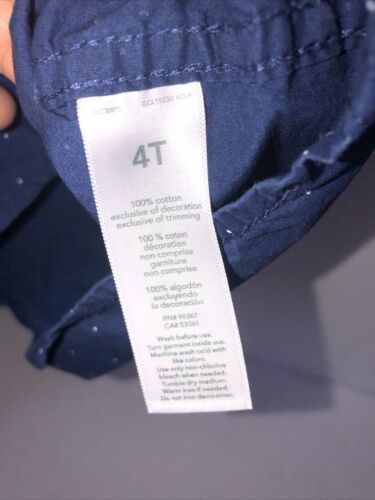 4T
100% cotton
exclusive of decoration
exclusive of trimming
100 % coton
décoration
non comprise
garniture
non comprise
100% algodón
excluyendo
la decoración
RN# 96367
CA# 53061
Wash before use.
Turn garment inside out.
Machine wash cold with
like colors.
Use only non-chlorine
bleach when needed.
Tumble dry medium.
Warm iron if needed.
Do not dry clean.